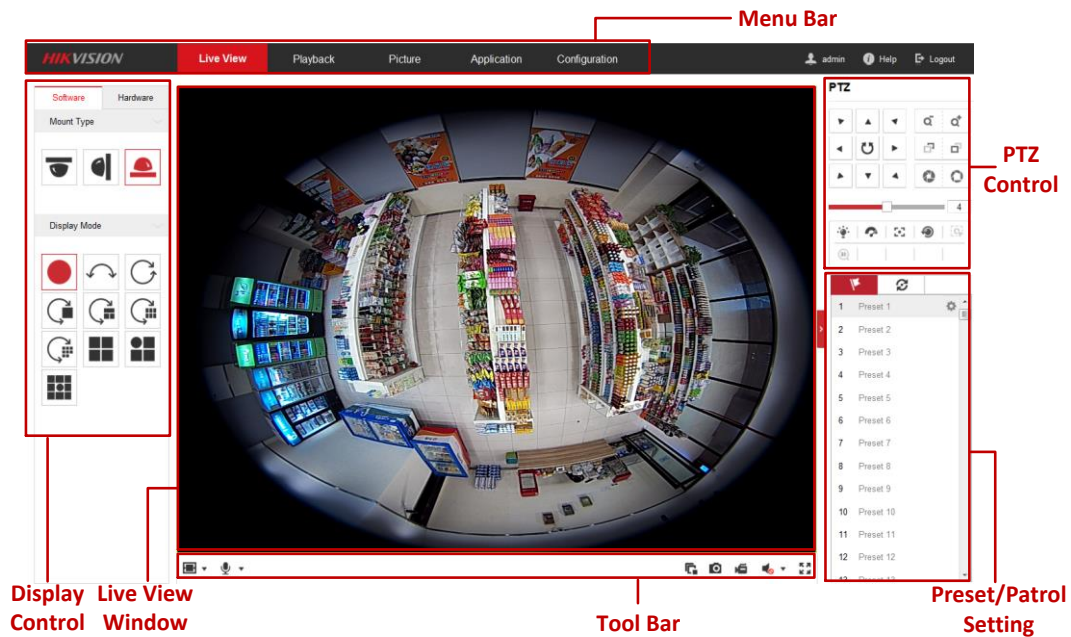 Menu Bar
HIKVISION
Live View
Playback
Picture
Application
Configuration
admin
Help
Logout
Software
Hardware
Mount Type
Display Mode
PTZ
4
PTZ
Control
1 Preset 1
2 Preset 2
3 Preset 3
4 Preset 4
5 Preset 5
6 Preset 6
7 Preset 7
8 Preset 8
9 Preset 9
10 Preset 10
11 Preset 11
12 Preset 12
13 Preset 13
Display
Control
Live View
Window
Tool Bar
Preset/Patrol
Setting